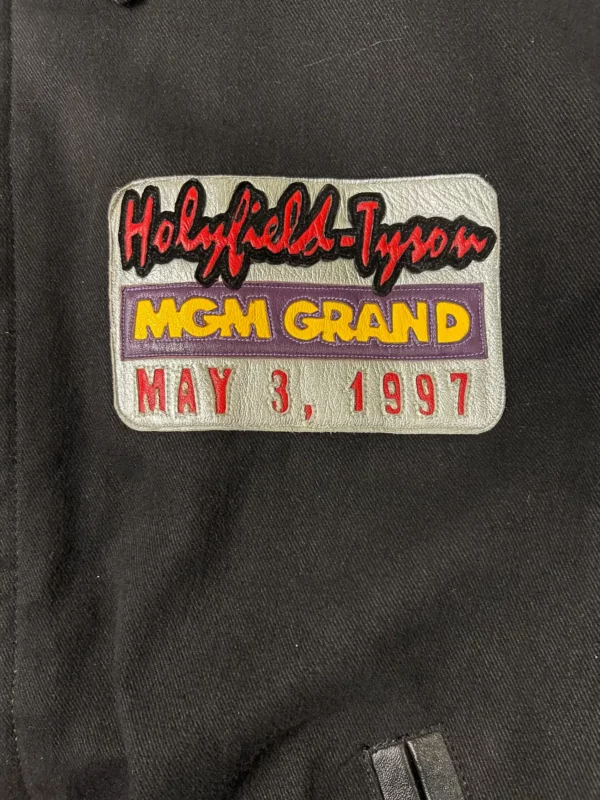 Holyfield-Tyson
MGM GRAND
MAY 3, 1997